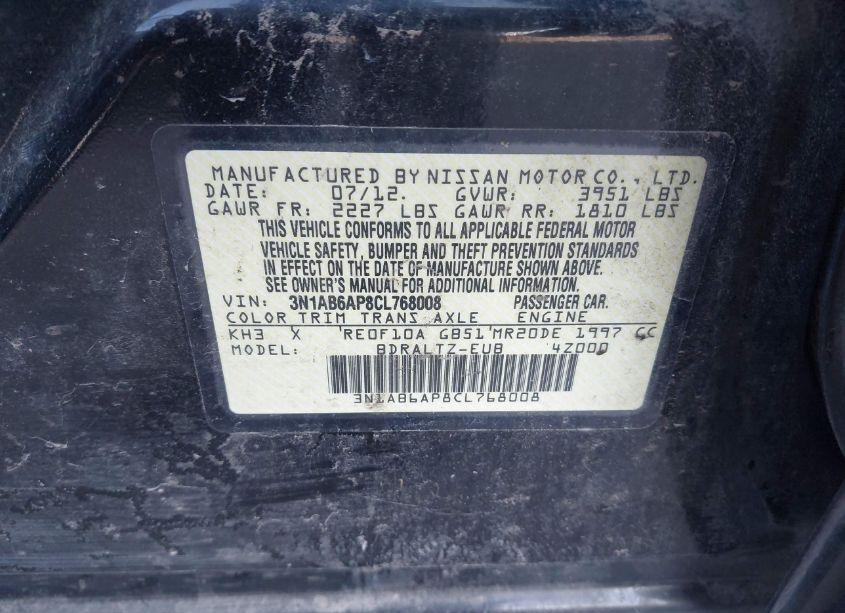 MANUFACTURED BY NISSAN MOTOR CO., LTD.
DATE: 07/12. GVWR: 3951 LBS
GAWR FR: 2227 LBS GAWR RR: 1810 LBS
THIS VEHICLE CONFORMS TO ALL APPLICABLE FEDERAL MOTOR
VEHICLE SAFETY, BUMPER AND THEFT PREVENTION STANDARDS
IN EFFECT ON THE DATE OF MANUFACTURE SHOWN ABOVE.
SEE OWNER'S MANUAL FOR ADDITIONAL INFORMATION.
VIN: 3N1AB6AP8CL768008 PASSENGER CAR.
COLOR TRIM TRANS AXLE ENGINE
KH3 X RE0F10A GB51 MR20DE 1997 CC
MODEL: BDRALTZ-EUB 4Z000
3N1AB6AP8CL768008